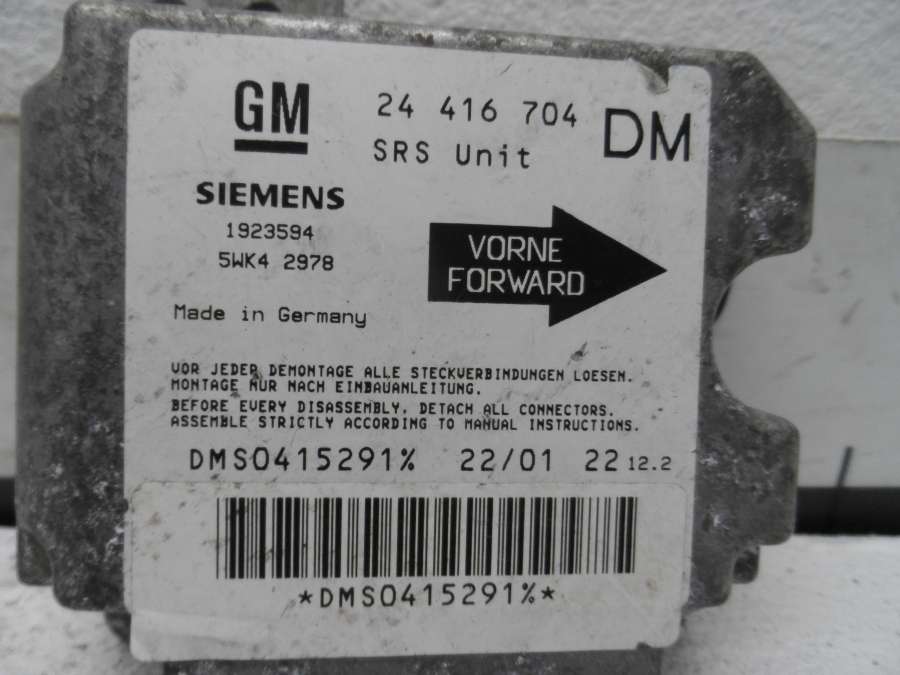 GM
24 416 704
DM
SRS Unit
SIEMENS
1923594
5WK4 2978
VORNE
FORWARD
Made in Germany
VOR JEDER DEMONTAGE ALLE STECKVERBINDUNGEN LOESEN.
MONTAGE NUR NACH EINBAUANLEITUNG.
BEFORE EVERY DISASSEMBLY, DETACH ALL CONNECTORS.
ASSEMBLE STRICTLY ACCORDING TO MANUAL INSTRUCTIONS.
DMS0415291% 22/01 22 12.2
*DMS0415291%*